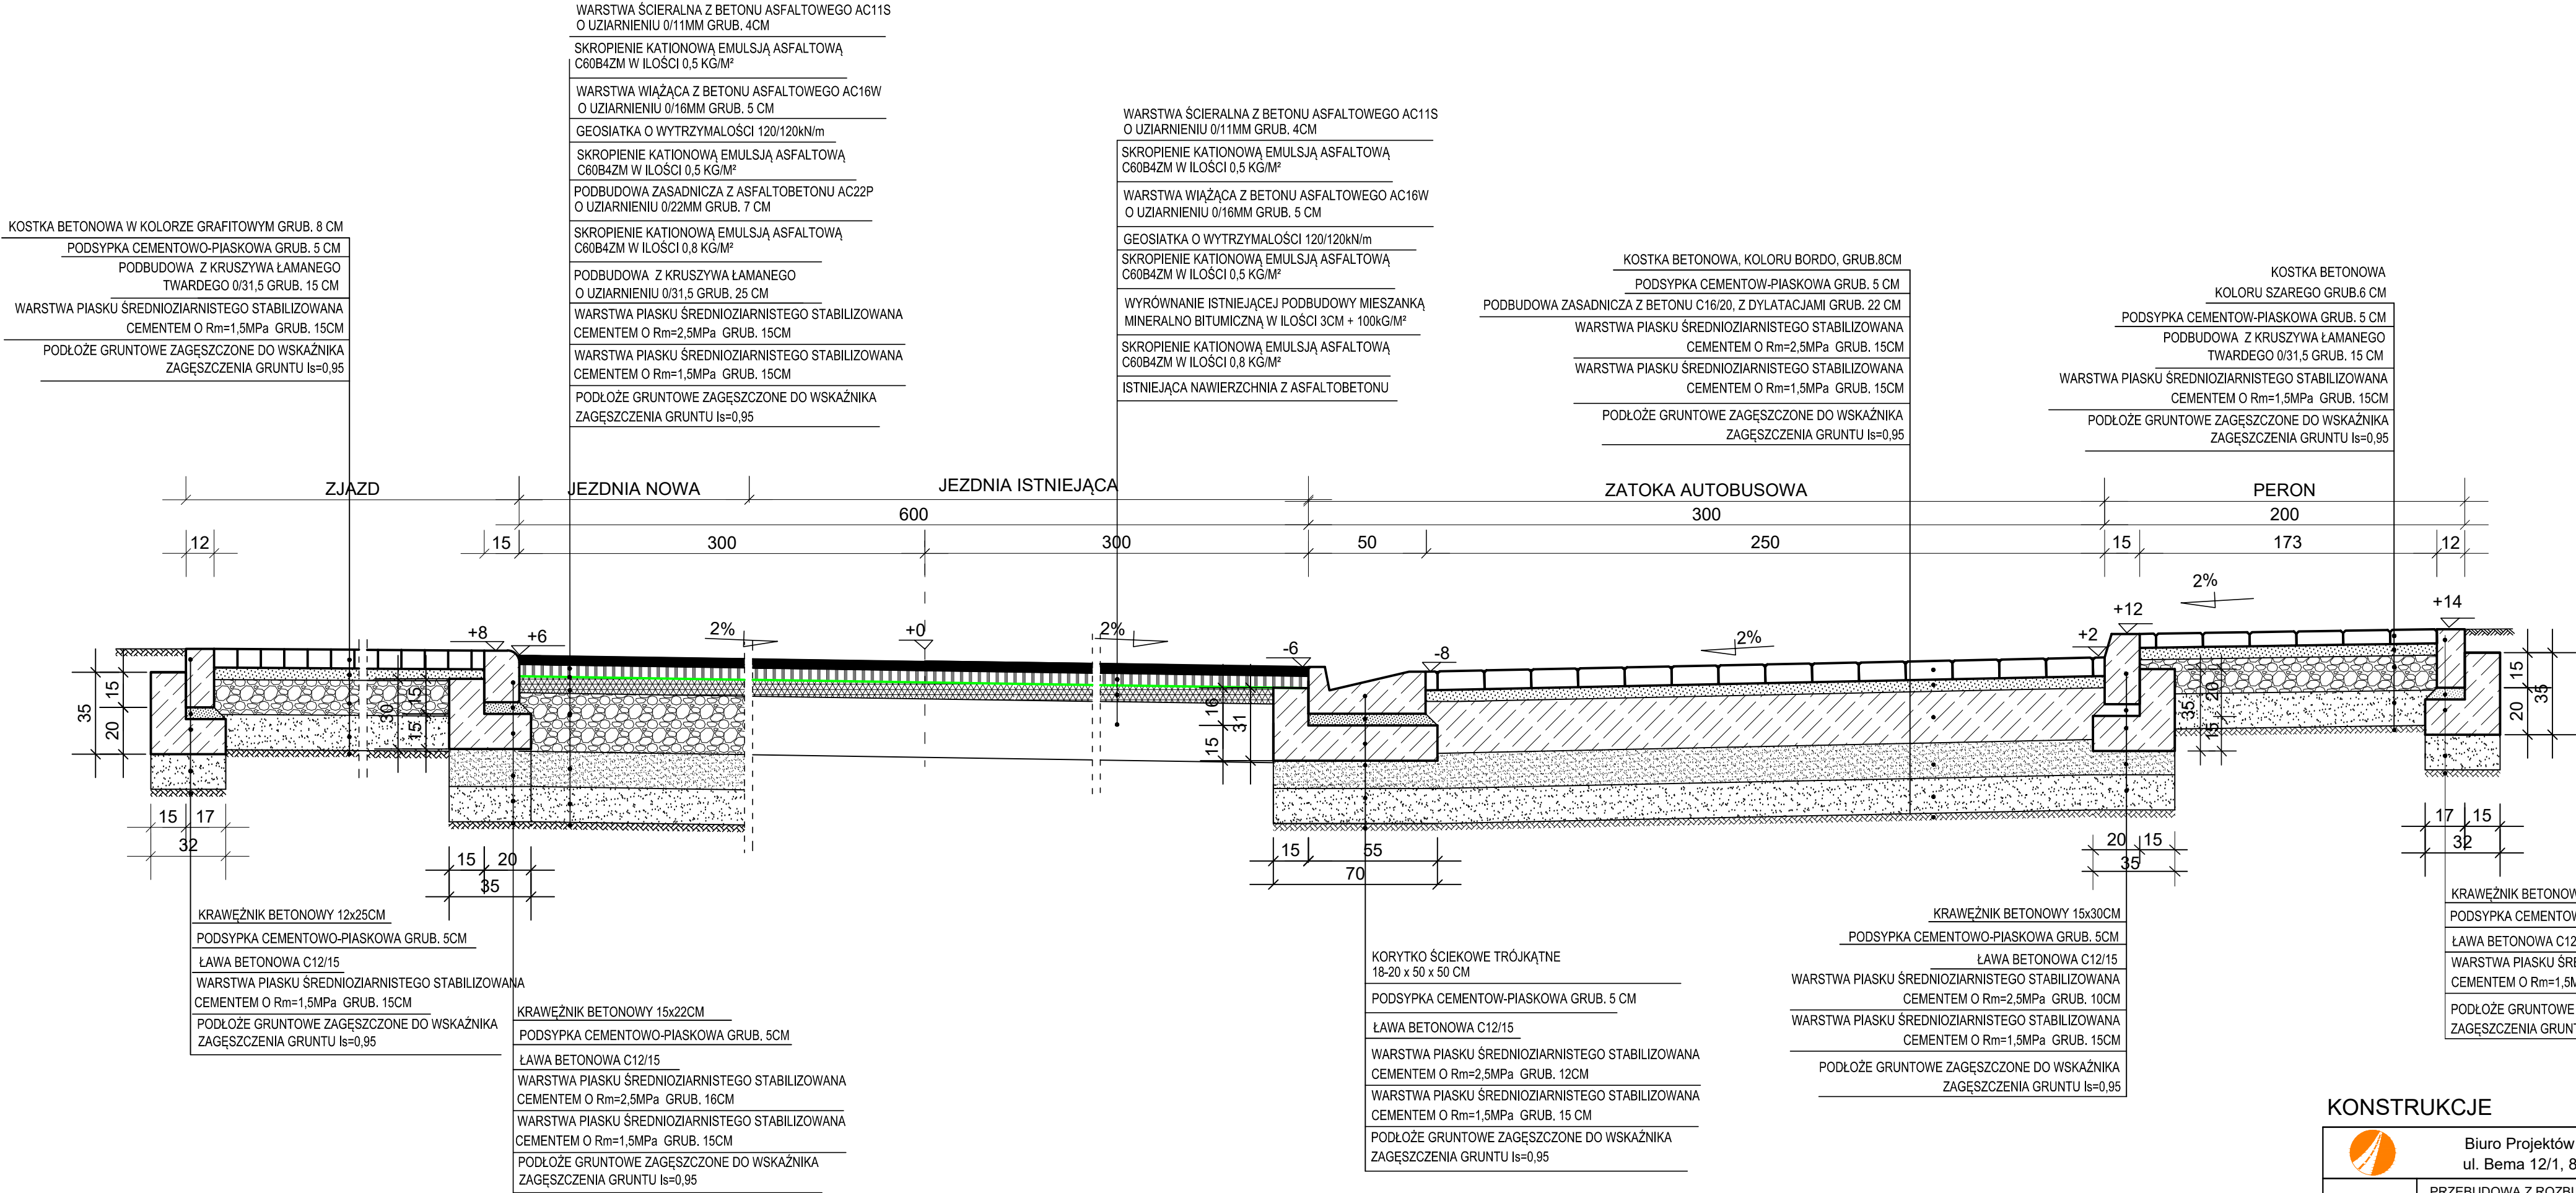 WARSTWA ŚCIERALNA Z BETONU ASFALTOWEGO AC11S
O UZIARNIENIU 0/11MM GRUB. 4CM
SKROPIENIE KATIONOWĄ EMULSJĄ ASFALTOWĄ
C60B4ZM W ILOŚCI 0,5 KG/M²
WARSTWA WIĄŻĄCA Z BETONU ASFALTOWEGO AC16W
O UZIARNIENIU 0/16MM GRUB. 5 CM
GEOSIATKA O WYTRZYMALOŚCI 120/120kN/m
SKROPIENIE KATIONOWĄ EMULSJĄ ASFALTOWĄ
C60B4ZM W ILOŚCI 0,5 KG/M²
PODBUDOWA ZASADNICZA Z ASFALTOBETONU AC22P
O UZIARNIENIU 0/22MM GRUB. 7 CM
SKROPIENIE KATIONOWĄ EMULSJĄ ASFALTOWĄ
C60B4ZM W ILOŚCI 0,8 KG/M²
PODBUDOWA Z KRUSZYWA ŁAMANEGO
O UZIARNIENIU 0/31,5 GRUB. 25 CM
WARSTWA PIASKU ŚREDNIOZIARNISTEGO STABILIZOWANA
CEMENTEM O Rm=2,5MPa GRUB. 15CM
WARSTWA PIASKU ŚREDNIOZIARNISTEGO STABILIZOWANA
CEMENTEM O Rm=1,5MPa GRUB. 15CM
PODŁOŻE GRUNTOWE ZAGĘSZCZONE DO WSKAŹNIKA
ZAGĘSZCZENIA GRUNTU Is=0,95
KOSTKA BETONOWA W KOLORZE GRAFITOWYM GRUB. 8 CM
PODSYPKA CEMENTOWO-PIASKOWA GRUB. 5 CM
PODBUDOWA Z KRUSZYWA ŁAMANEGO
TWARDEGO 0/31,5 GRUB. 15 CM
WARSTWA PIASKU ŚREDNIOZIARNISTEGO STABILIZOWANA
CEMENTEM O Rm=1,5MPa GRUB. 15CM
PODŁOŻE GRUNTOWE ZAGĘSZCZONE DO WSKAŹNIKA
ZAGĘSZCZENIA GRUNTU Is=0,95
WARSTWA ŚCIERALNA Z BETONU ASFALTOWEGO AC11S
O UZIARNIENIU 0/11MM GRUB. 4CM
SKROPIENIE KATIONOWĄ EMULSJĄ ASFALTOWĄ
C60B4ZM W ILOŚCI 0,5 KG/M²
WARSTWA WIĄŻĄCA Z BETONU ASFALTOWEGO AC16W
O UZIARNIENIU 0/16MM GRUB. 5 CM
GEOSIATKA O WYTRZYMALOŚCI 120/120kN/m
SKROPIENIE KATIONOWĄ EMULSJĄ ASFALTOWĄ
C60B4ZM W ILOŚCI 0,5 KG/M²
WYRÓWNANIE ISTNIEJĄCEJ PODBUDOWY MIESZANKĄ
MINERALNO BITUMICZNĄ W ILOŚCI 3CM + 100kG/M²
SKROPIENIE KATIONOWĄ EMULSJĄ ASFALTOWĄ
C60B4ZM W ILOŚCI 0,8 KG/M²
ISTNIEJĄCA NAWIERZCHNIA Z ASFALTOBETONU
KOSTKA BETONOWA, KOLORU BORDO, GRUB.8CM
PODSYPKA CEMENTOW-PIASKOWA GRUB. 5 CM
PODBUDOWA ZASADNICZA Z BETONU C16/20, Z DYLATACJAMI GRUB. 22 CM
WARSTWA PIASKU ŚREDNIOZIARNISTEGO STABILIZOWANA
CEMENTEM O Rm=2,5MPa GRUB. 15CM
WARSTWA PIASKU ŚREDNIOZIARNISTEGO STABILIZOWANA
CEMENTEM O Rm=1,5MPa GRUB. 15CM
PODŁOŻE GRUNTOWE ZAGĘSZCZONE DO WSKAŹNIKA
ZAGĘSZCZENIA GRUNTU Is=0,95
KOSTKA BETONOWA
KOLORU SZAREGO GRUB.6 CM
PODSYPKA CEMENTOW-PIASKOWA GRUB. 5 CM
PODBUDOWA Z KRUSZYWA ŁAMANEGO
TWARDEGO 0/31,5 GRUB. 15 CM
WARSTWA PIASKU ŚREDNIOZIARNISTEGO STABILIZOWANA
CEMENTEM O Rm=1,5MPa GRUB. 15CM
PODŁOŻE GRUNTOWE ZAGĘSZCZONE DO WSKAŹNIKA
ZAGĘSZCZENIA GRUNTU Is=0,95
ZJAZD JEZDNIA NOWA JEZDNIA ISTNIEJĄCA ZATOKA AUTOBUSOWA PERON
600 300 200
12 15 300 300 50 250 15 173 12
+8 +6 2% +0 2% -6 -8 2% +2 +12 2% +14
35 15 20
30 15 15
16 15 31
35 20 15
15 20 35
15 17
32
15 20
35
15 55
70
20 15
35
17 15
32
KRAWĘŻNIK BETONOWY 12x25CM
PODSYPKA CEMENTOWO-PIASKOWA GRUB. 5CM
ŁAWA BETONOWA C12/15
WARSTWA PIASKU ŚREDNIOZIARNISTEGO STABILIZOWANA
CEMENTEM O Rm=1,5MPa GRUB. 15CM
PODŁOŻE GRUNTOWE ZAGĘSZCZONE DO WSKAŹNIKA
ZAGĘSZCZENIA GRUNTU Is=0,95
KRAWĘŻNIK BETONOWY 15x22CM
PODSYPKA CEMENTOWO-PIASKOWA GRUB. 5CM
ŁAWA BETONOWA C12/15
WARSTWA PIASKU ŚREDNIOZIARNISTEGO STABILIZOWANA
CEMENTEM O Rm=2,5MPa GRUB. 16CM
WARSTWA PIASKU ŚREDNIOZIARNISTEGO STABILIZOWANA
CEMENTEM O Rm=1,5MPa GRUB. 15CM
PODŁOŻE GRUNTOWE ZAGĘSZCZONE DO WSKAŹNIKA
ZAGĘSZCZENIA GRUNTU Is=0,95
KORYTKO ŚCIEKOWE TRÓJKĄTNE
18-20 x 50 x 50 CM
PODSYPKA CEMENTOW-PIASKOWA GRUB. 5 CM
ŁAWA BETONOWA C12/15
WARSTWA PIASKU ŚREDNIOZIARNISTEGO STABILIZOWANA
CEMENTEM O Rm=2,5MPa GRUB. 12CM
WARSTWA PIASKU ŚREDNIOZIARNISTEGO STABILIZOWANA
CEMENTEM O Rm=1,5MPa GRUB. 15 CM
PODŁOŻE GRUNTOWE ZAGĘSZCZONE DO WSKAŹNIKA
ZAGĘSZCZENIA GRUNTU Is=0,95
KRAWĘŻNIK BETONOWY 15x30CM
PODSYPKA CEMENTOWO-PIASKOWA GRUB. 5CM
ŁAWA BETONOWA C12/15
WARSTWA PIASKU ŚREDNIOZIARNISTEGO STABILIZOWANA
CEMENTEM O Rm=2,5MPa GRUB. 10CM
WARSTWA PIASKU ŚREDNIOZIARNISTEGO STABILIZOWANA
CEMENTEM O Rm=1,5MPa GRUB. 15CM
PODŁOŻE GRUNTOWE ZAGĘSZCZONE DO WSKAŹNIKA
ZAGĘSZCZENIA GRUNTU Is=0,95
KRAWĘŻNIK BETONOW
PODSYPKA CEMENTOW
ŁAWA BETONOWA C12
WARSTWA PIASKU ŚRE
CEMENTEM O Rm=1,5M
PODŁOŻE GRUNTOWE
ZAGĘSZCZENIA GRUNT
KONSTRUKCJE
Biuro Projektów
ul. Bema 12/1, 8
PRZEBUDOWA Z ROZBU